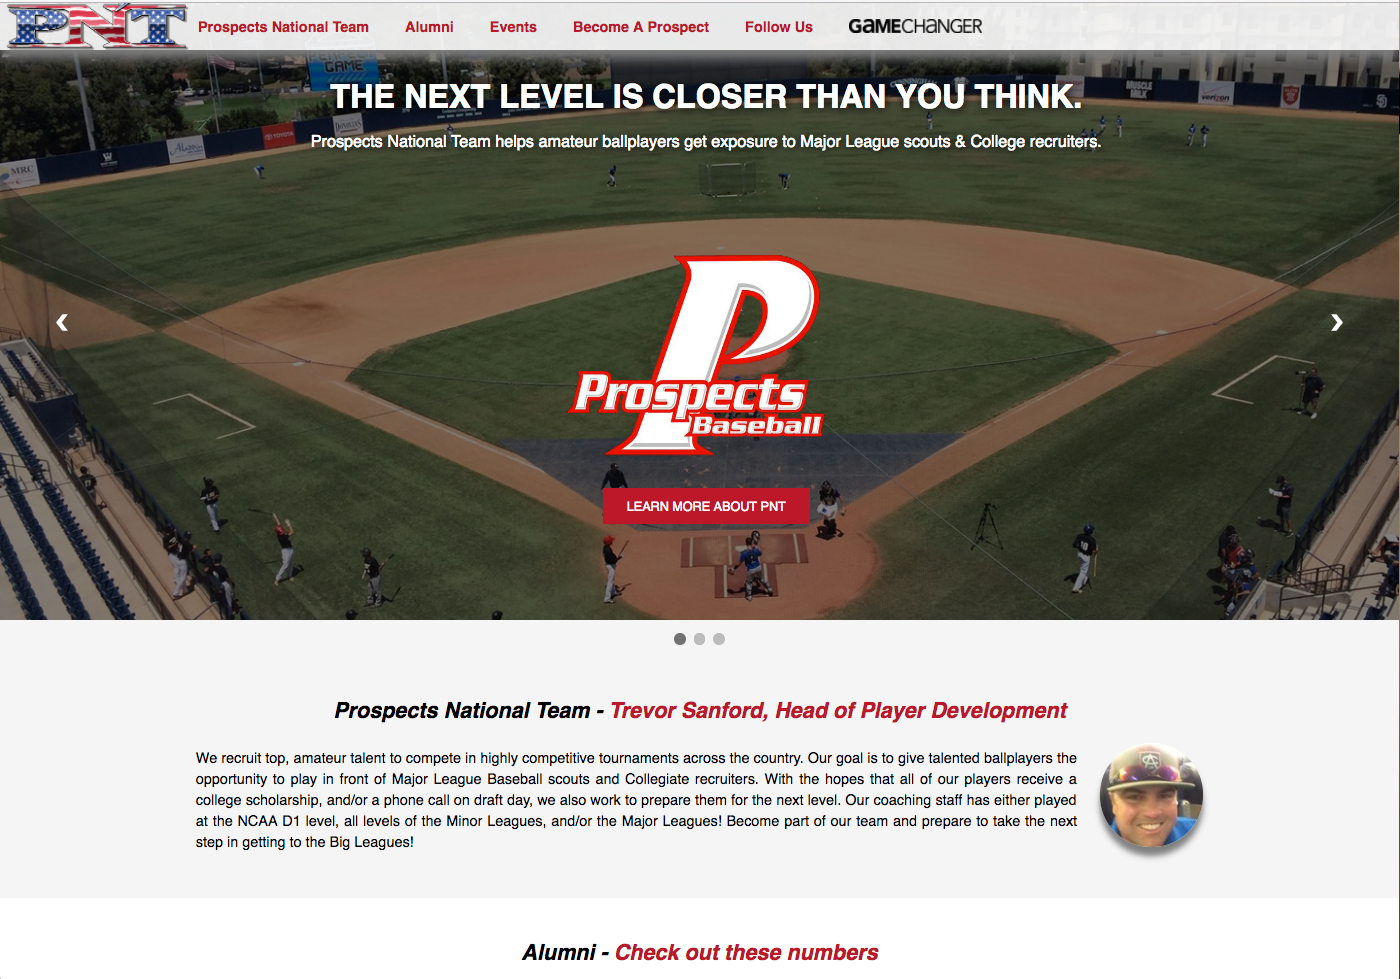 PNT
Prospects National Team
Alumni
Events
Become A Prospect
Follow Us
GAMECHANGER
GAME
THE NEXT LEVEL IS CLOSER THAN YOU THINK.
Prospects National Team helps amateur ballplayers get exposure to Major League scouts & College recruiters.
MUSCLE
MILK
verizon
TOYOTA
MRC
‹
›
P
Prospects
Baseball
LEARN MORE ABOUT PNT
Prospects National Team - Trevor Sanford, Head of Player Development
We recruit top, amateur talent to compete in highly competitive tournaments across the country. Our goal is to give talented ballplayers the
opportunity to play in front of Major League Baseball scouts and Collegiate recruiters. With the hopes that all of our players receive a
college scholarship, and/or a phone call on draft day, we also work to prepare them for the next level. Our coaching staff has either played
at the NCAA D1 level, all levels of the Minor Leagues, and/or the Major Leagues! Become part of our team and prepare to take the next
step in getting to the Big Leagues!
Alumni - Check out these numbers